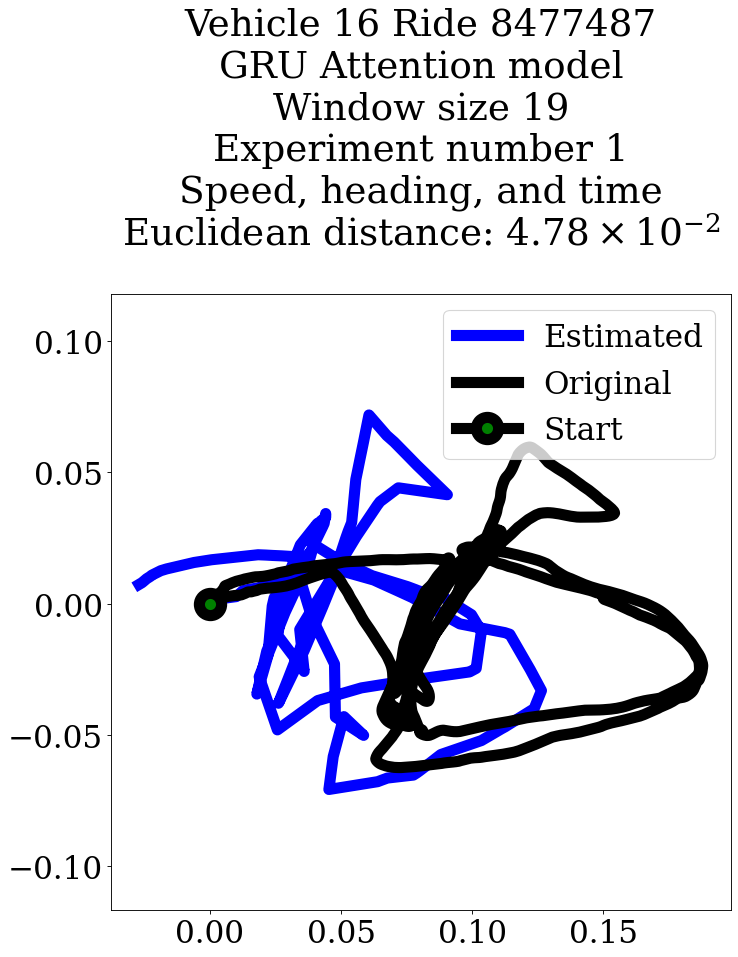 Vehicle 16 Ride 8477487
GRU Attention model
Window size 19
Experiment number 1
Speed, heading, and time
Euclidean distance: 4.78 × 10⁻²
Estimated
Original
Start
0.10
0.05
0.00
−0.05
−0.10
0.00 0.05 0.10 0.15